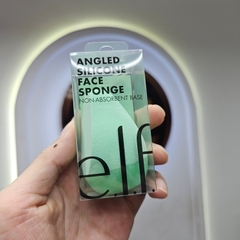 ANGLED
SILICONE
FACE
SPONGE
NON-ABSORBENT BASE
e.l.f.